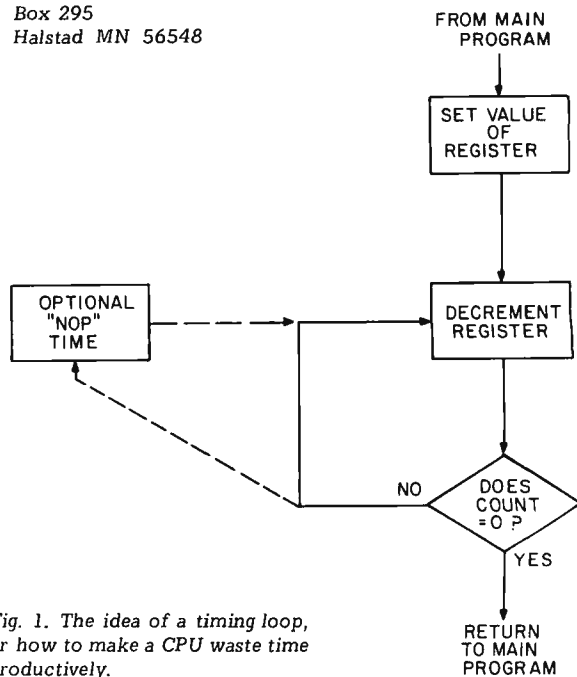 Box 295
Halstad MN 56548
FROM MAIN
PROGRAM
SET VALUE
OF
REGISTER
OPTIONAL
"NOP"
TIME
DECREMENT
REGISTER
NO
DOES
COUNT
=0 ?
YES
ig. 1. The idea of a timing loop,
r how to make a CPU waste time
roductively.
RETURN
TO MAIN
PROGRAM